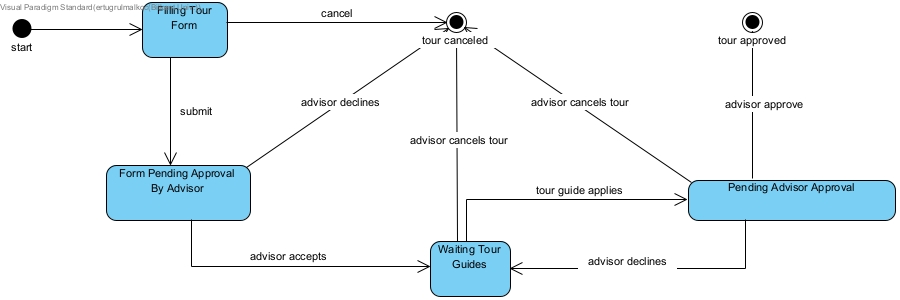 Visual Paradigm Standard(ertugrulmalko
Filling Tour
Form
cancel
start
tour canceled
tour approved
advisor declines
advisor cancels tour
advisor approve
submit
advisor cancels tour
Form Pending Approval
By Advisor
tour guide applies
Pending Advisor Approval
advisor accepts
Waiting Tour
Guides
advisor declines